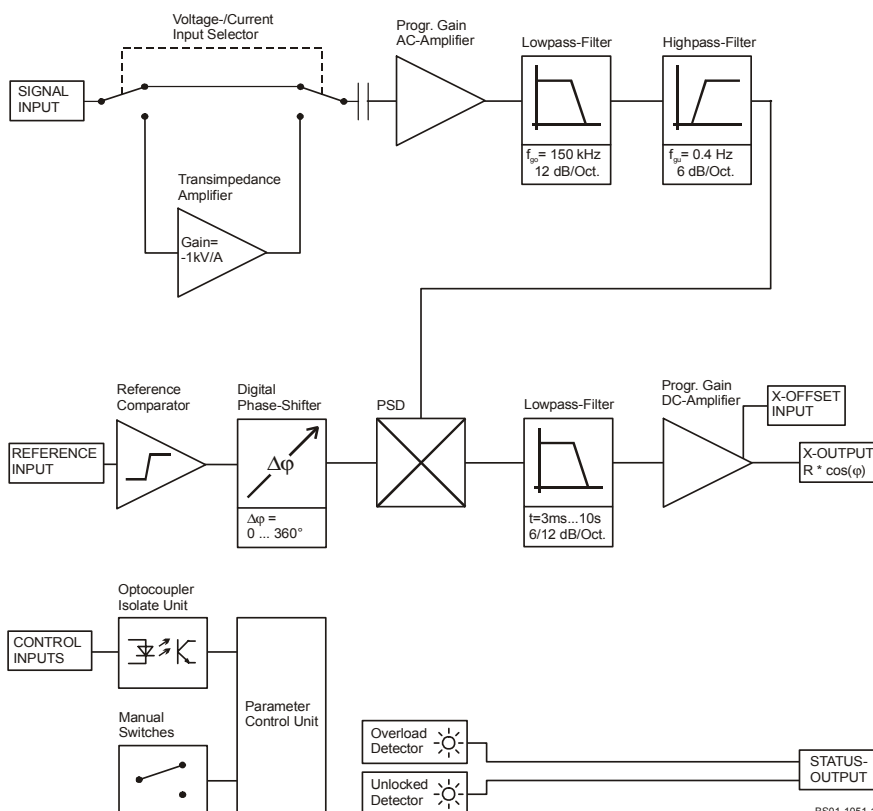 Voltage-/Current
Input Selector
SIGNAL
INPUT
Transimpedance
Amplifier
Gain=
-1kV/A
Progr. Gain
AC-Amplifier
Lowpass-Filter
fgo= 150 kHz
12 dB/Oct.
Highpass-Filter
fgu= 0.4 Hz
6 dB/Oct.
REFERENCE
INPUT
Reference
Comparator
Digital
Phase-Shifter
Δφ
Δφ =
0 ... 360°
PSD
Lowpass-Filter
t=3ms...10s
6/12 dB/Oct.
Progr. Gain
DC-Amplifier
X-OFFSET
INPUT
X-OUTPUT
R * cos(φ)
CONTROL
INPUTS
Optocoupler
Isolate Unit
Manual
Switches
Parameter
Control Unit
Overload
Detector
Unlocked
Detector
STATUS-
OUTPUT